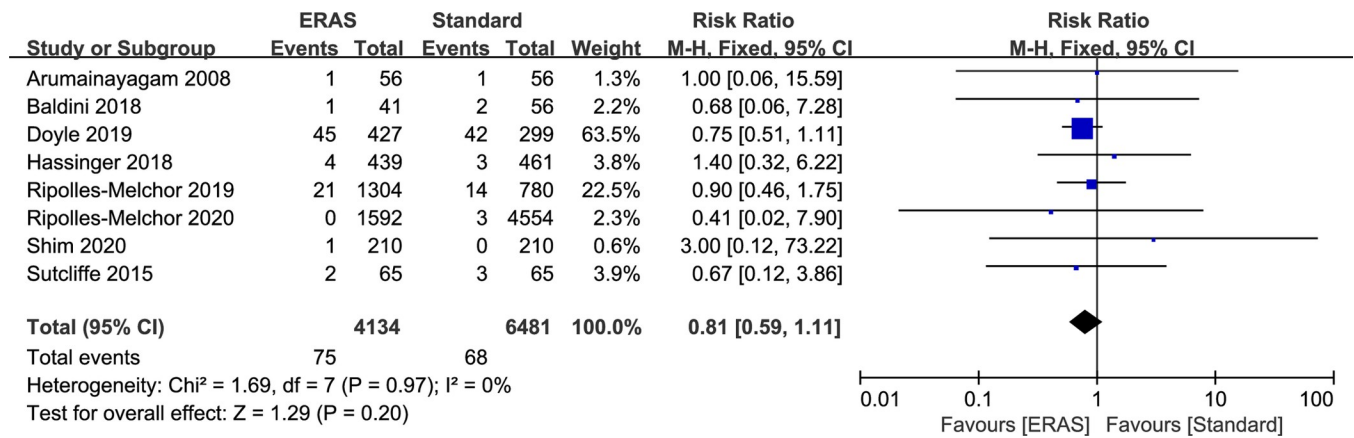 ERAS Standard Risk Ratio Risk Ratio
Study or Subgroup Events Total Events Total Weight M-H, Fixed, 95% CI M-H, Fixed, 95% CI
Arumainayagam 2008 1 56 1 56 1.3% 1.00 [0.06, 15.59]
Baldini 2018 1 41 2 56 2.2% 0.68 [0.06, 7.28]
Doyle 2019 45 427 42 299 63.5% 0.75 [0.51, 1.11]
Hassinger 2018 4 439 3 461 3.8% 1.40 [0.32, 6.22]
Ripolles-Melchor 2019 21 1304 14 780 22.5% 0.90 [0.46, 1.75]
Ripolles-Melchor 2020 0 1592 3 4554 2.3% 0.41 [0.02, 7.90]
Shim 2020 1 210 0 210 0.6% 3.00 [0.12, 73.22]
Sutcliffe 2015 2 65 3 65 3.9% 0.67 [0.12, 3.86]
Total (95% CI) 4134 6481 100.0% 0.81 [0.59, 1.11]
Total events 75 68
Heterogeneity: Chi² = 1.69, df = 7 (P = 0.97); I² = 0%
Test for overall effect: Z = 1.29 (P = 0.20)
0.01 0.1 1 10 100
Favours [ERAS] Favours [Standard]